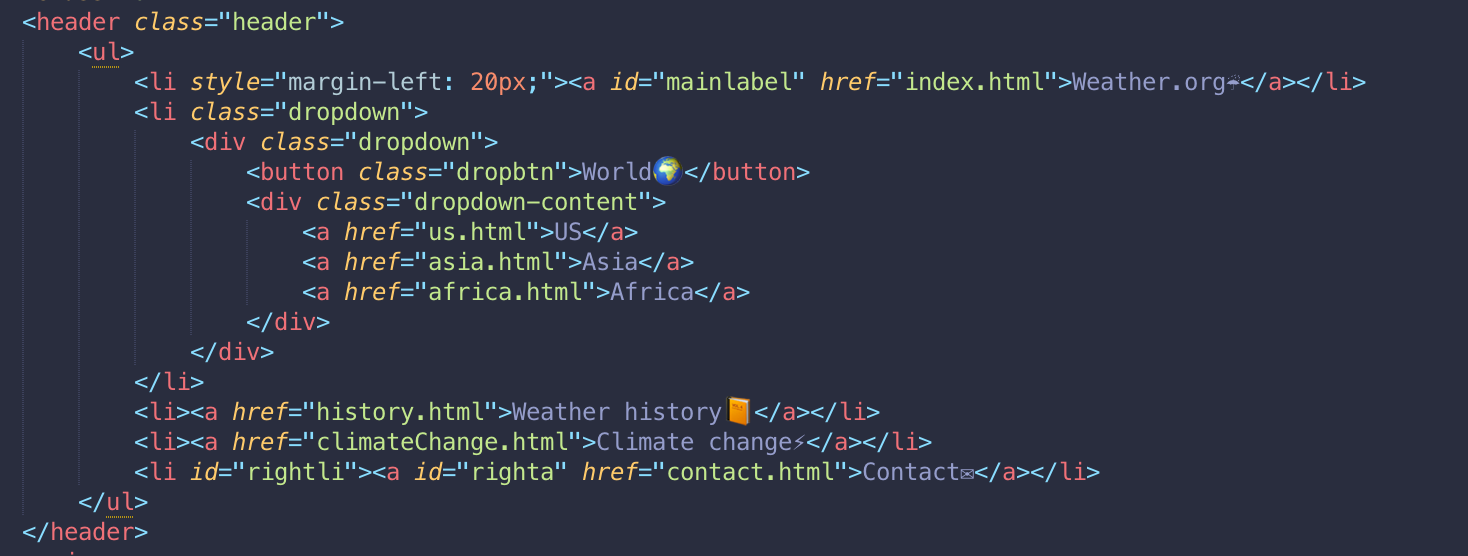 <header class="header">
<ul>
<li style="margin-left: 20px;"><a id="mainlabel" href="index.html">Weather.org☔</a></li>
<li class="dropdown">
<div class="dropdown">
<button class="dropbtn">World🌍</button>
<div class="dropdown-content">
<a href="us.html">US</a>
<a href="asia.html">Asia</a>
<a href="africa.html">Africa</a>
</div>
</div>
</li>
<li><a href="history.html">Weather history📙</a></li>
<li><a href="climateChange.html">Climate change⚡</a></li>
<li id="rightli"><a id="righta" href="contact.html">Contact✉</a></li>
</ul>
</header>